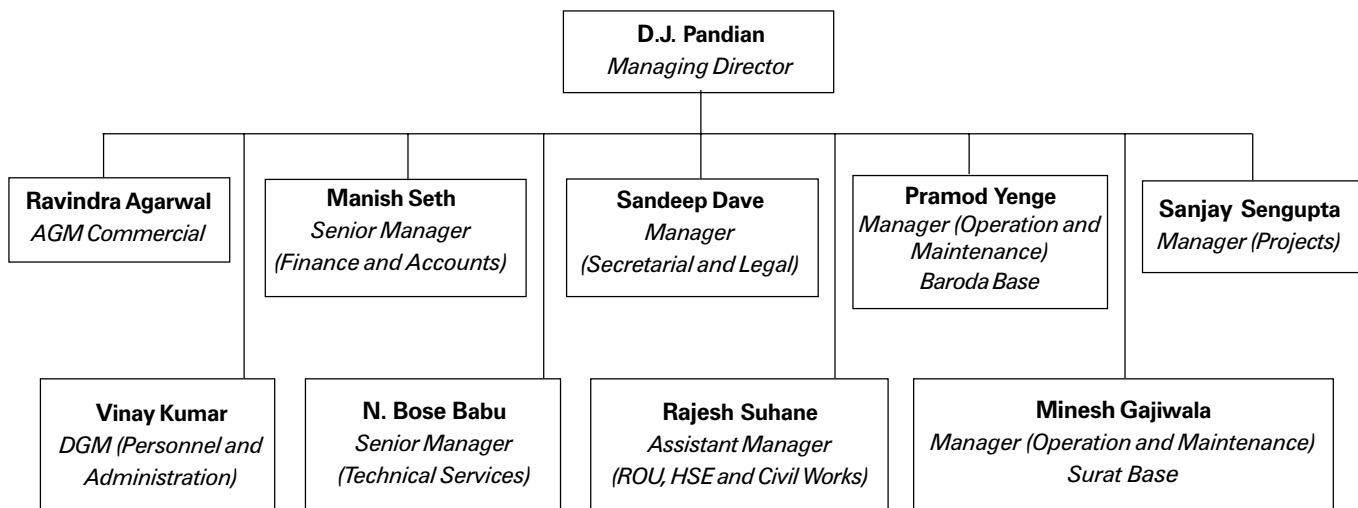 D.J. Pandian
Managing Director
Ravindra Agarwal
AGM Commercial
Manish Seth
Senior Manager
(Finance and Accounts)
Sandeep Dave
Manager
(Secretarial and Legal)
Pramod Yenge
Manager (Operation and
Maintenance)
Baroda Base
Sanjay Sengupta
Manager (Projects)
Vinay Kumar
DGM (Personnel and
Administration)
N. Bose Babu
Senior Manager
(Technical Services)
Rajesh Suhane
Assistant Manager
(ROU, HSE and Civil Works)
Minesh Gajiwala
Manager (Operation and Maintenance)
Surat Base